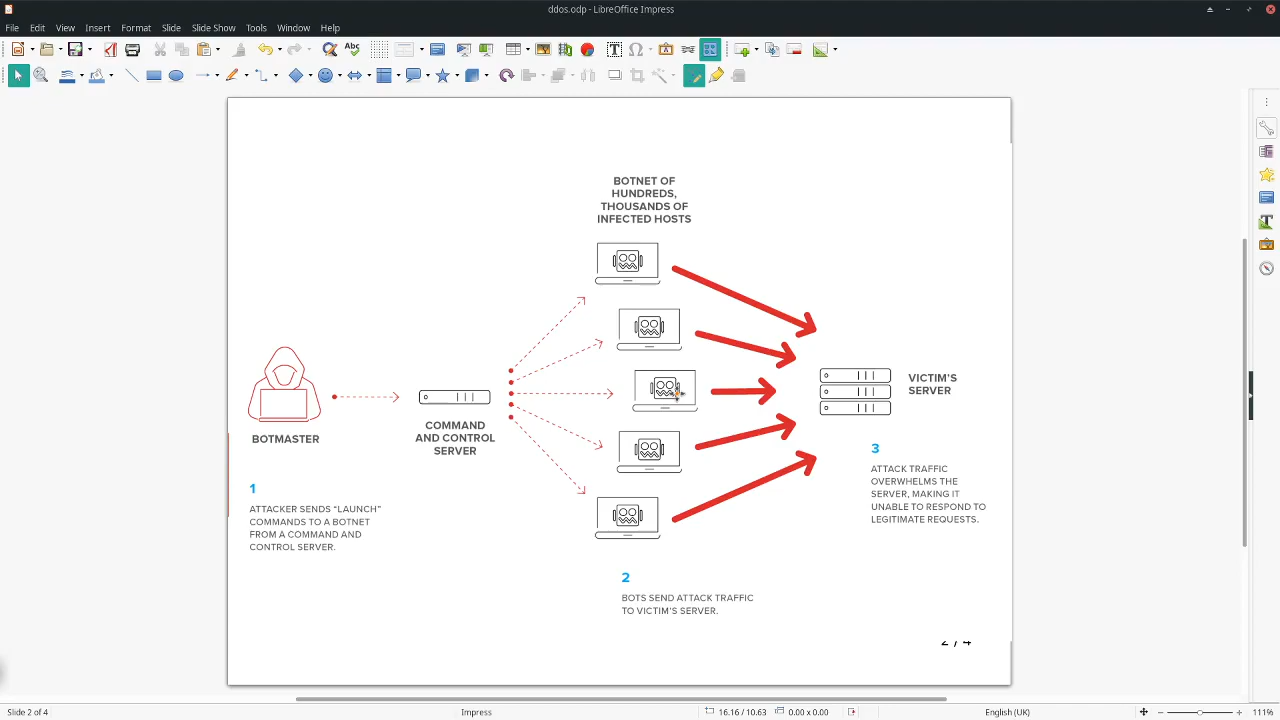 ddos.odp - LibreOffice Impress
File Edit View Insert Format Slide Slide Show Tools Window Help
BOTNET OF
HUNDREDS,
THOUSANDS OF
INFECTED HOSTS
BOTMASTER
COMMAND
AND CONTROL
SERVER
VICTIM'S
SERVER
1
ATTACKER SENDS “LAUNCH”
COMMANDS TO A BOTNET
FROM A COMMAND AND
CONTROL SERVER.
2
BOTS SEND ATTACK TRAFFIC
TO VICTIM'S SERVER.
3
ATTACK TRAFFIC
OVERWHELMS THE
SERVER, MAKING IT
UNABLE TO RESPOND TO
LEGITIMATE REQUESTS.
2 / 4
Slide 2 of 4 Impress 16.16 / 10.63 0.00 x 0.00 English (UK) 111%